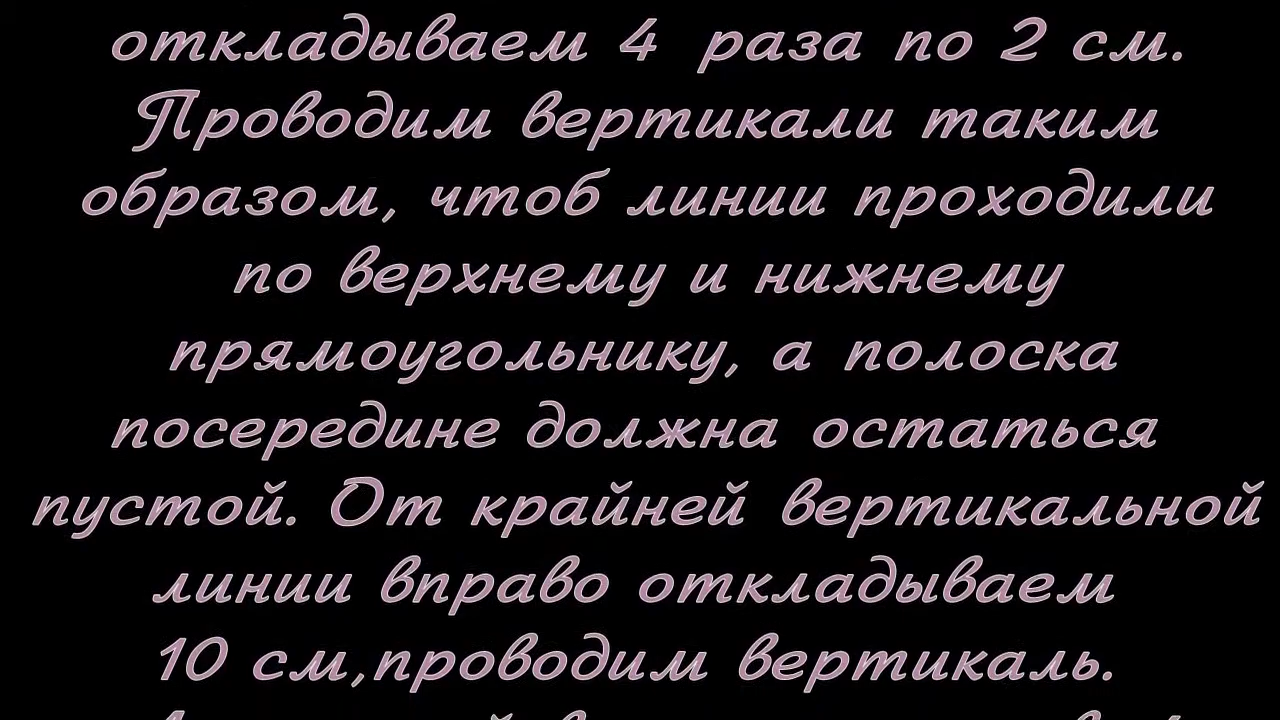 откладываем 4 раза по 2 см.
Проводим вертикали таким
образом, чтоб линии проходили
по верхнему и нижнему
прямоугольнику, а полоска
посередине должна остаться
пустой. От крайней вертикальной
линии вправо откладываем
10 см,проводим вертикаль.